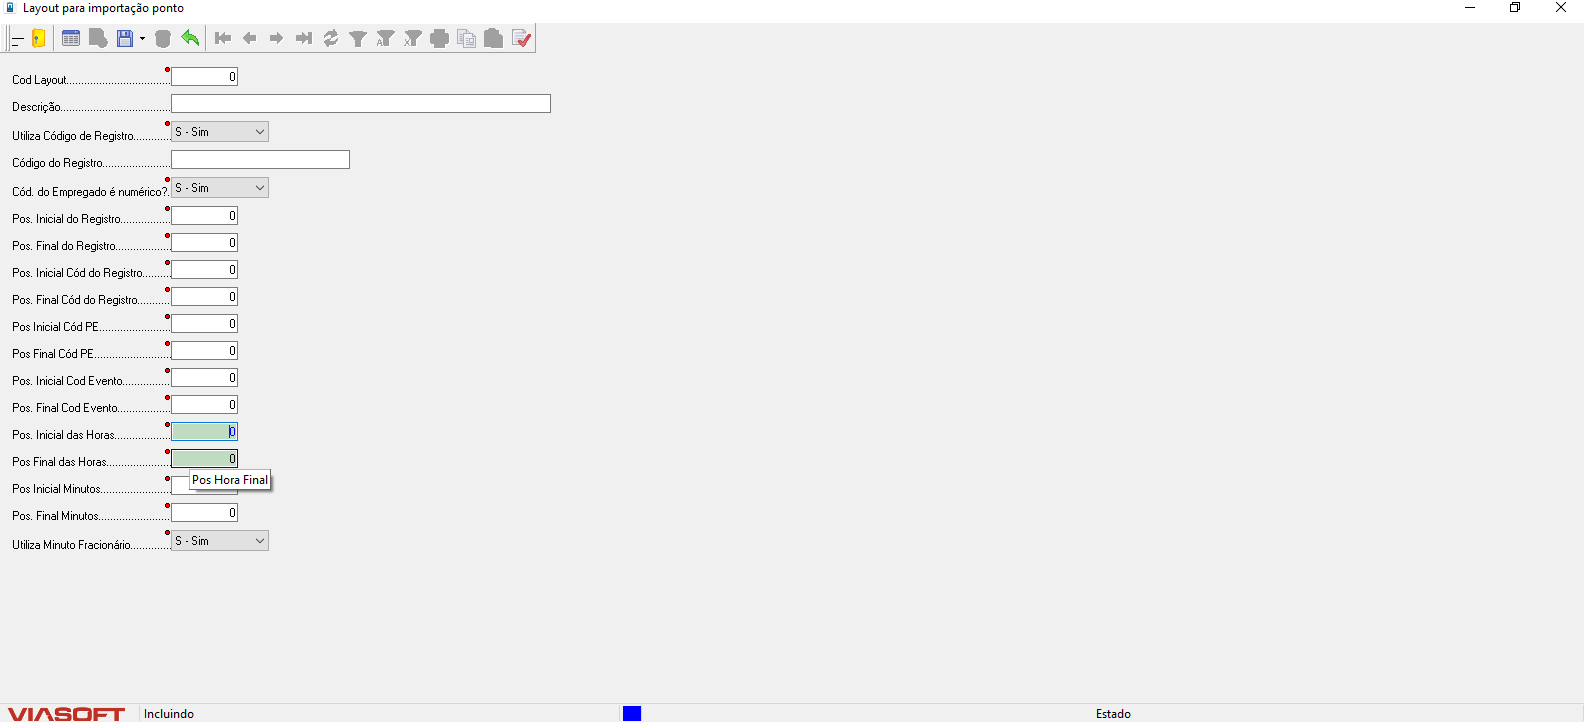 Layout para importação ponto
Cod Layout 0
Descrição
Utiliza Código de Registro S - Sim
Código do Registro
Cód. do Empregado é numérico? S - Sim
Pos. Inicial do Registro 0
Pos. Final do Registro 0
Pos. Inicial Cód do Registro 0
Pos. Final Cód do Registro 0
Pos Inicial Cód PE 0
Pos Final Cód PE 0
Pos. Inicial Cod Evento 0
Pos. Final Cod Evento 0
Pos. Inicial das Horas 0
Pos Final das Horas 0
Pos Hora Final
Pos Inicial Minutos
Pos. Final Minutos 0
Utiliza Minuto Fracionário S - Sim
VIASOFT Incluindo Estado